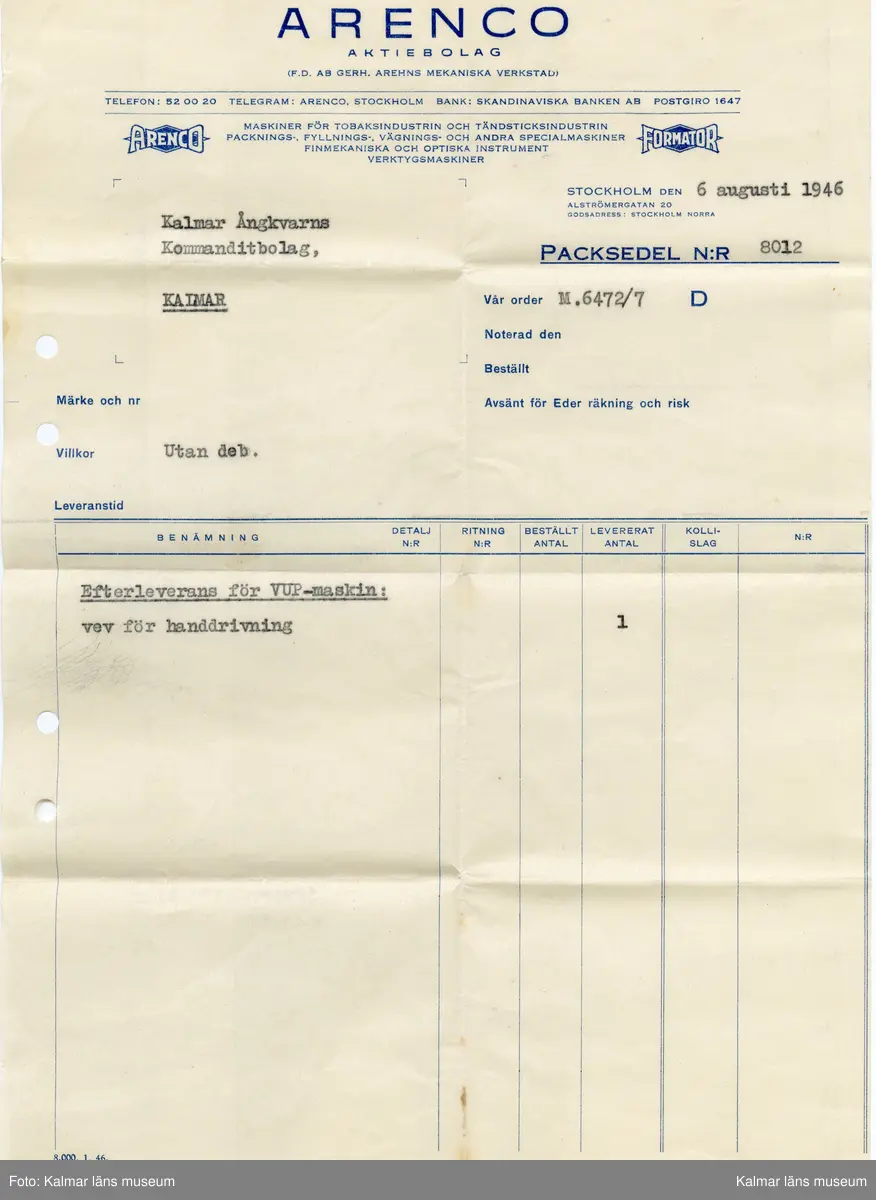 ARENCO
AKTIEBOLAG
(F.D. AB GERH. AREHNS MEKANISKA VERKSTAD)
TELEFON: 52 00 20 TELEGRAM: ARENCO, STOCKHOLM BANK: SKANDINAVISKA BANKEN AB POSTGIRO 1647
ARENCO
MASKINER FÖR TOBAKSINDUSTRIN OCH TÄNDSTICKSINDUSTRIN
PACKNINGS-, FYLLNINGS-, VÄGNINGS- OCH ANDRA SPECIALMASKINER
FINMEKANISKA OCH OPTISKA INSTRUMENT
VERKTYGSMASKINER
FORMATOR
STOCKHOLM DEN 6 augusti 1946
ALSTRÖMERGATAN 20
GODSADRESS: STOCKHOLM NORRA
Kalmar Ångkvarns
Kommanditbolag,
KALMAR
PACKSEDEL N:R 8012
Vår order M.6472/7 D
Noterad den
Beställt
Avsänt för Eder räkning och risk
Märke och nr
Villkor Utan deb.
Leveranstid
BENÄMNING DETALJ N:R RITNING N:R BESTÄLLT ANTAL LEVERERAT ANTAL KOLLI-SLAG N:R
Efterleverans för VUP-maskin:
vev för handdrivning 1
8.000. 1. 46.
Foto: Kalmar läns museum Kalmar läns museum